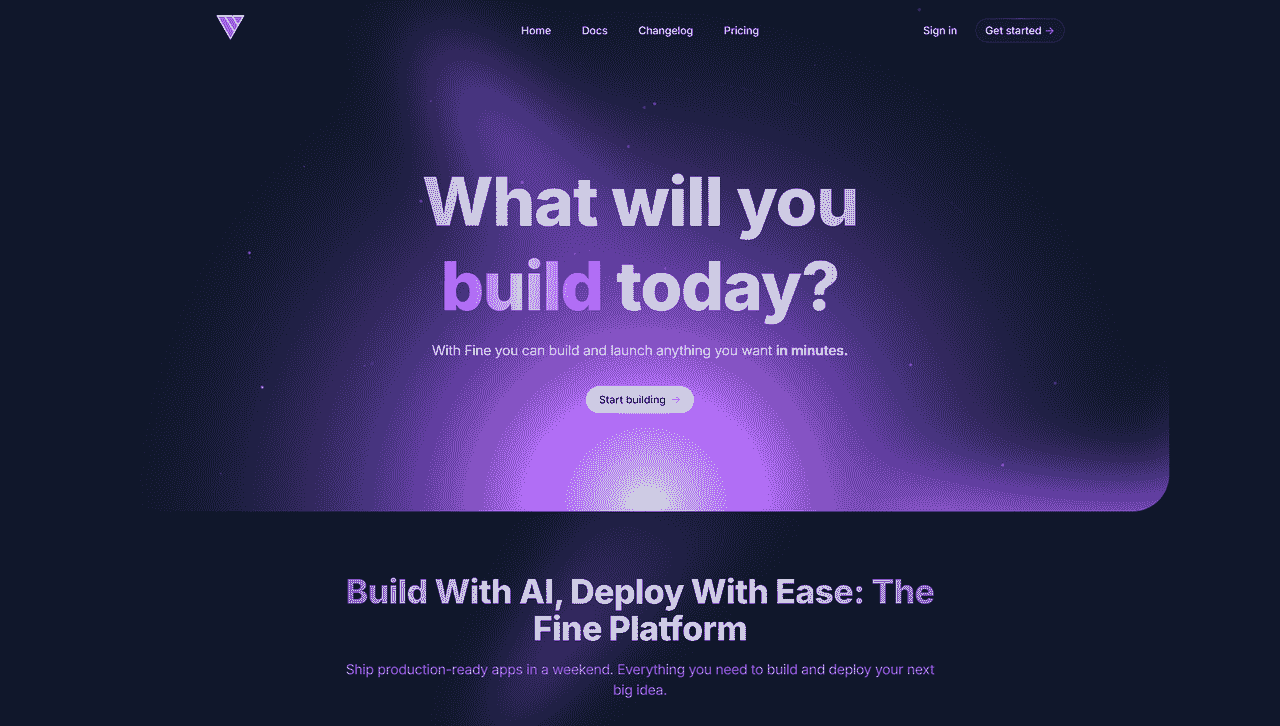 Home Docs Changelog Pricing Sign in Get started →
What will you
build today?
With Fine you can build and launch anything you want in minutes.
Start building →
Build With AI, Deploy With Ease: The
Fine Platform
Ship production-ready apps in a weekend. Everything you need to build and deploy your next
big idea.